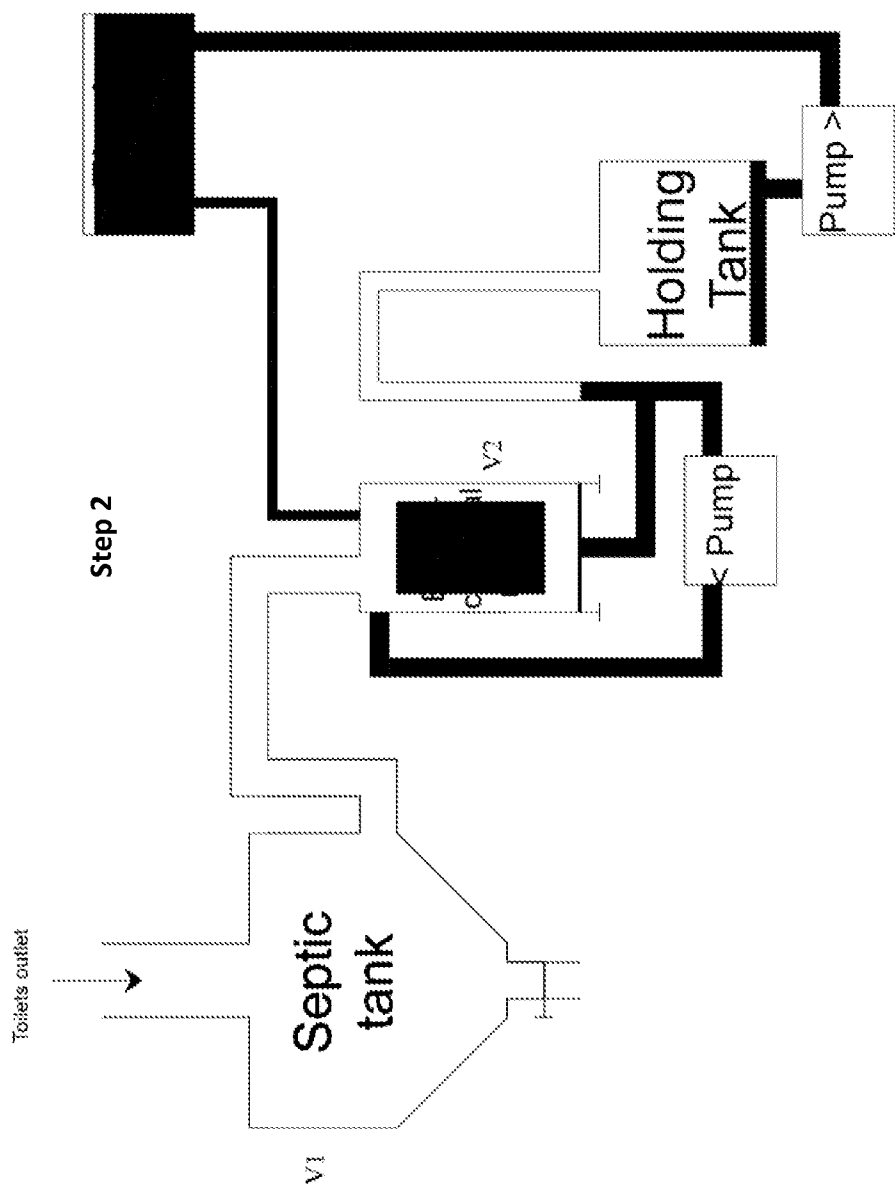 Step 2
Toilets outlet
V1
Septic
tank
V2
< Pump
Holding
Tank
Pump >